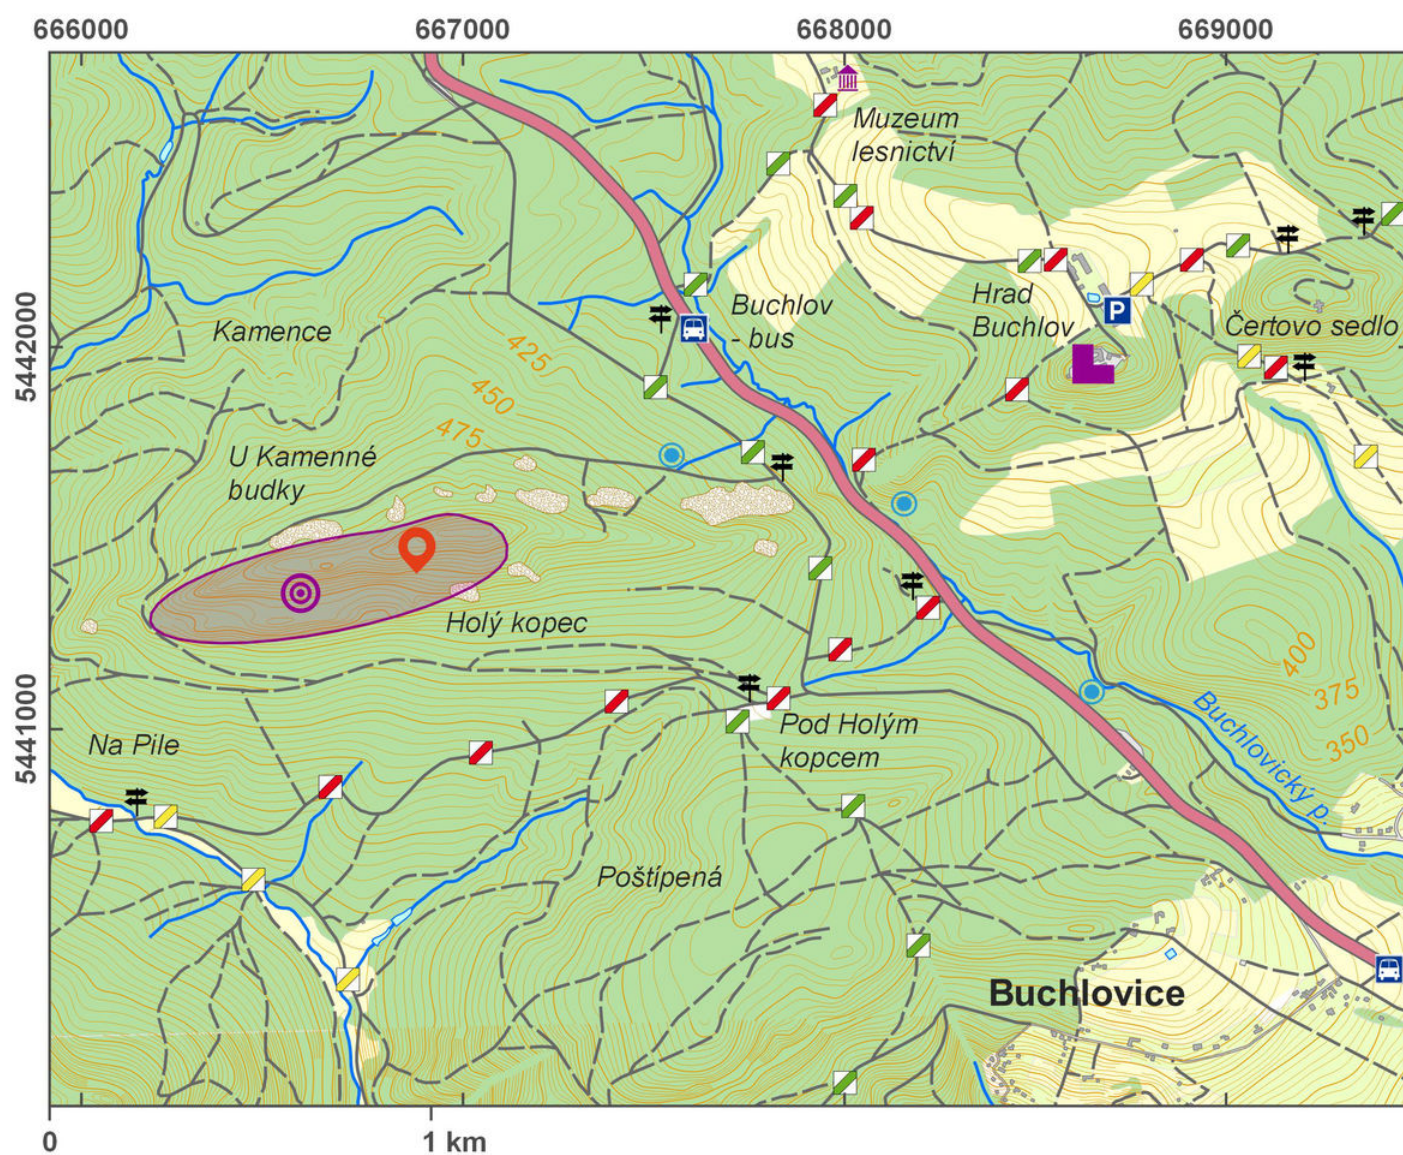 666000 667000 668000 669000
Muzeum
lesnictví
Hrad
Buchlov
P
Čertovo sedlo
Buchlov
- bus
Kamence
5442000
425
450
475
U Kamenné
budky
Holý kopec
400
375
350
Buchlovický p.
5441000
Na Pile
Pod Holým
kopcem
Poštípená
Buchlovice
0 1 km